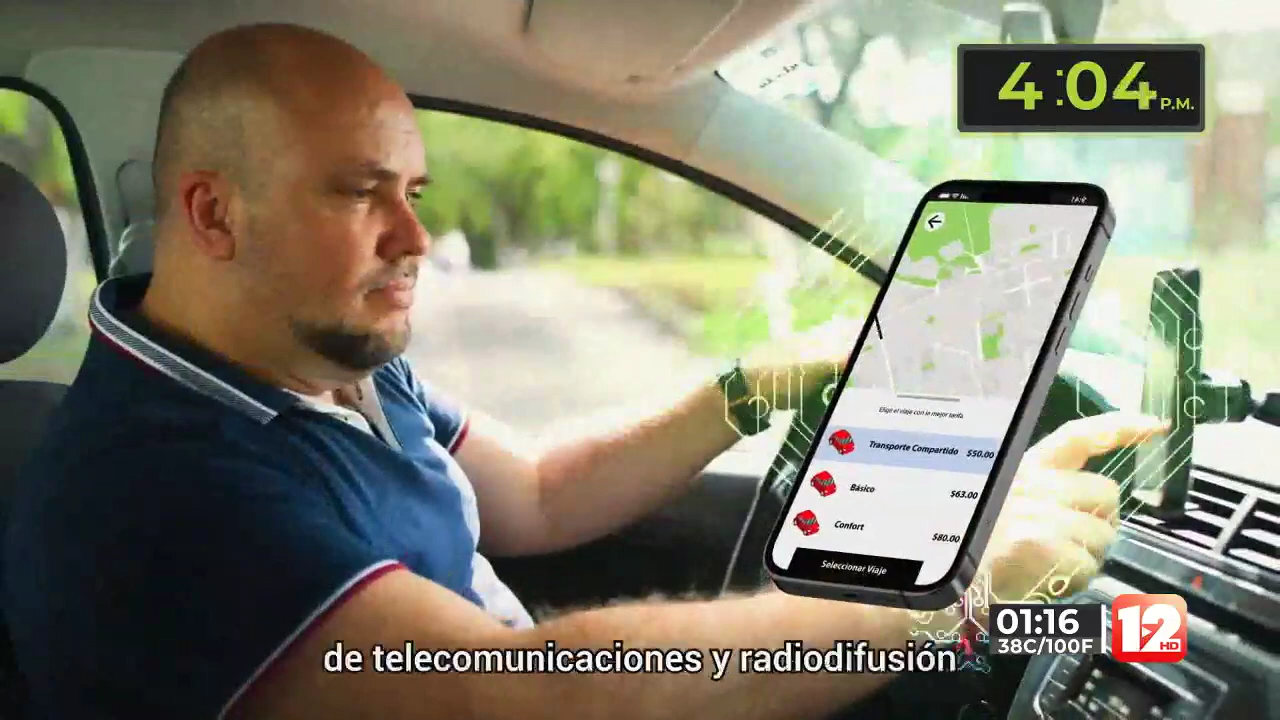 4:04 P.M.
Elige el viaje con la mejor tarifa
Transporte Compartido $50.00
Básico $63.00
Confort $80.00
Seleccionar Viaje
de telecomunicaciones y radiodifusión
01:16
38C/100F
12
HD